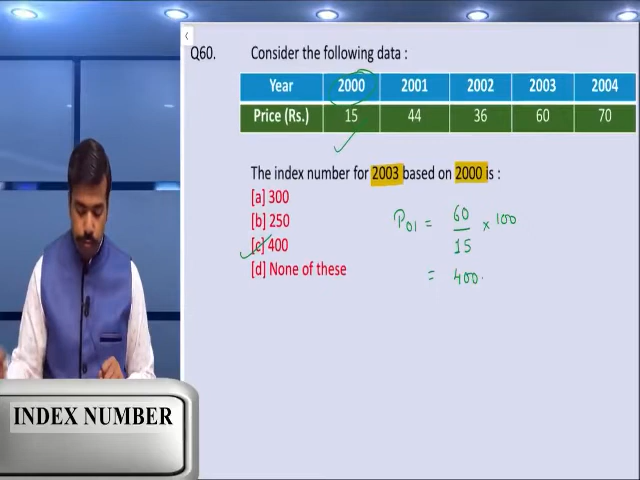 Q60. Consider the following data :
Year 2000 2001 2002 2003 2004
Price (Rs.) 15 44 36 60 70
The index number for 2003 based on 2000 is :
[a] 300
[b] 250
[c] 400
[d] None of these
P01 = 60/15 × 100
= 400.
INDEX NUMBER